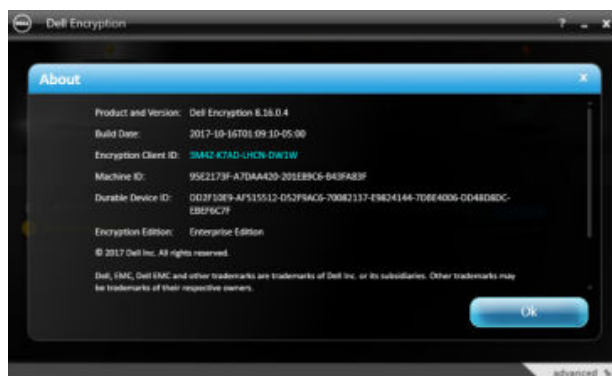 DELL Dell Encryption ? - x
About x
Product and Version: Dell Encryption 8.16.0.4
Build Date: 2017-10-16T01:09:10-05:00
Encryption Client ID: 3M4Z-K7AD-LHCN-DW1W
Machine ID: 95E2173F-A7DAA420-201EB9C6-B43FA83F
Durable Device ID: DD2F10E9-AF515512-D52F9AC6-70082137-E9824144-7DBE4006-DD48D8DC-
EBEF6C7F
Encryption Edition: Enterprise Edition
© 2017 Dell Inc. All rights reserved.
Dell, EMC, Dell EMC and other trademarks are trademarks of Dell Inc. or its subsidiaries. Other trademarks may
be trademarks of their respective owners.
Ok
advanced